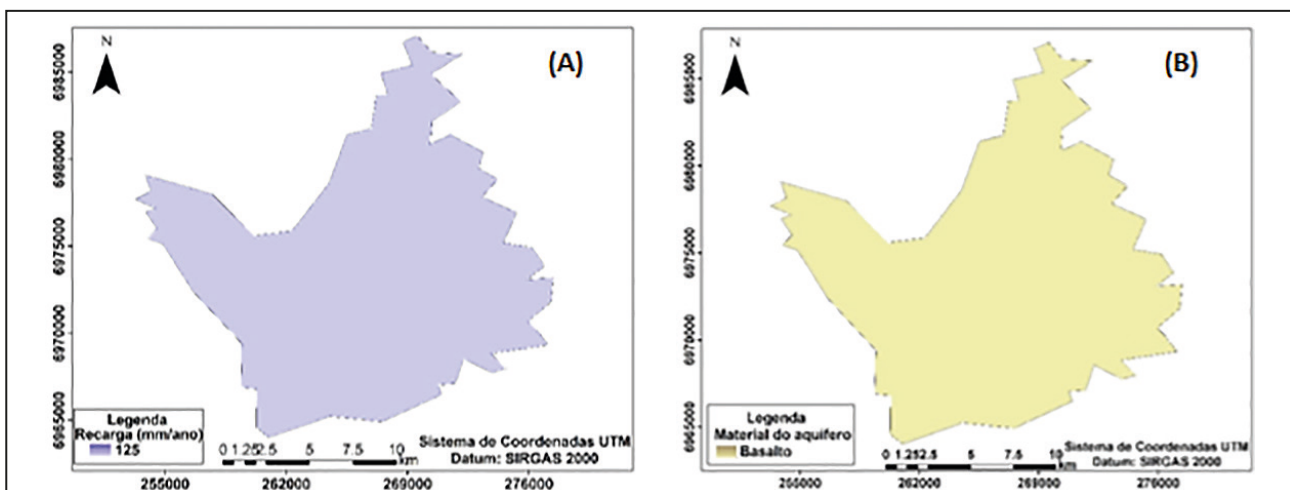 N
(A)
6985000
6980000
6975000
6970000
6965000
Legenda
Recarga (mm/ano)
125
0 1.252.5 5 7.5 10
km
Sistema de Coordenadas UTM
Datum: SIRGAS 2000
255000 262000 269000 276000
N
(B)
6985000
6980000
6975000
6970000
6965000
Legenda
Material do aquífero
Basalto
0 1.252.5 5 7.5 10
km
Sistema de Coordenadas UTM
Datum: SIRGAS 2000
255000 262000 269000 276000